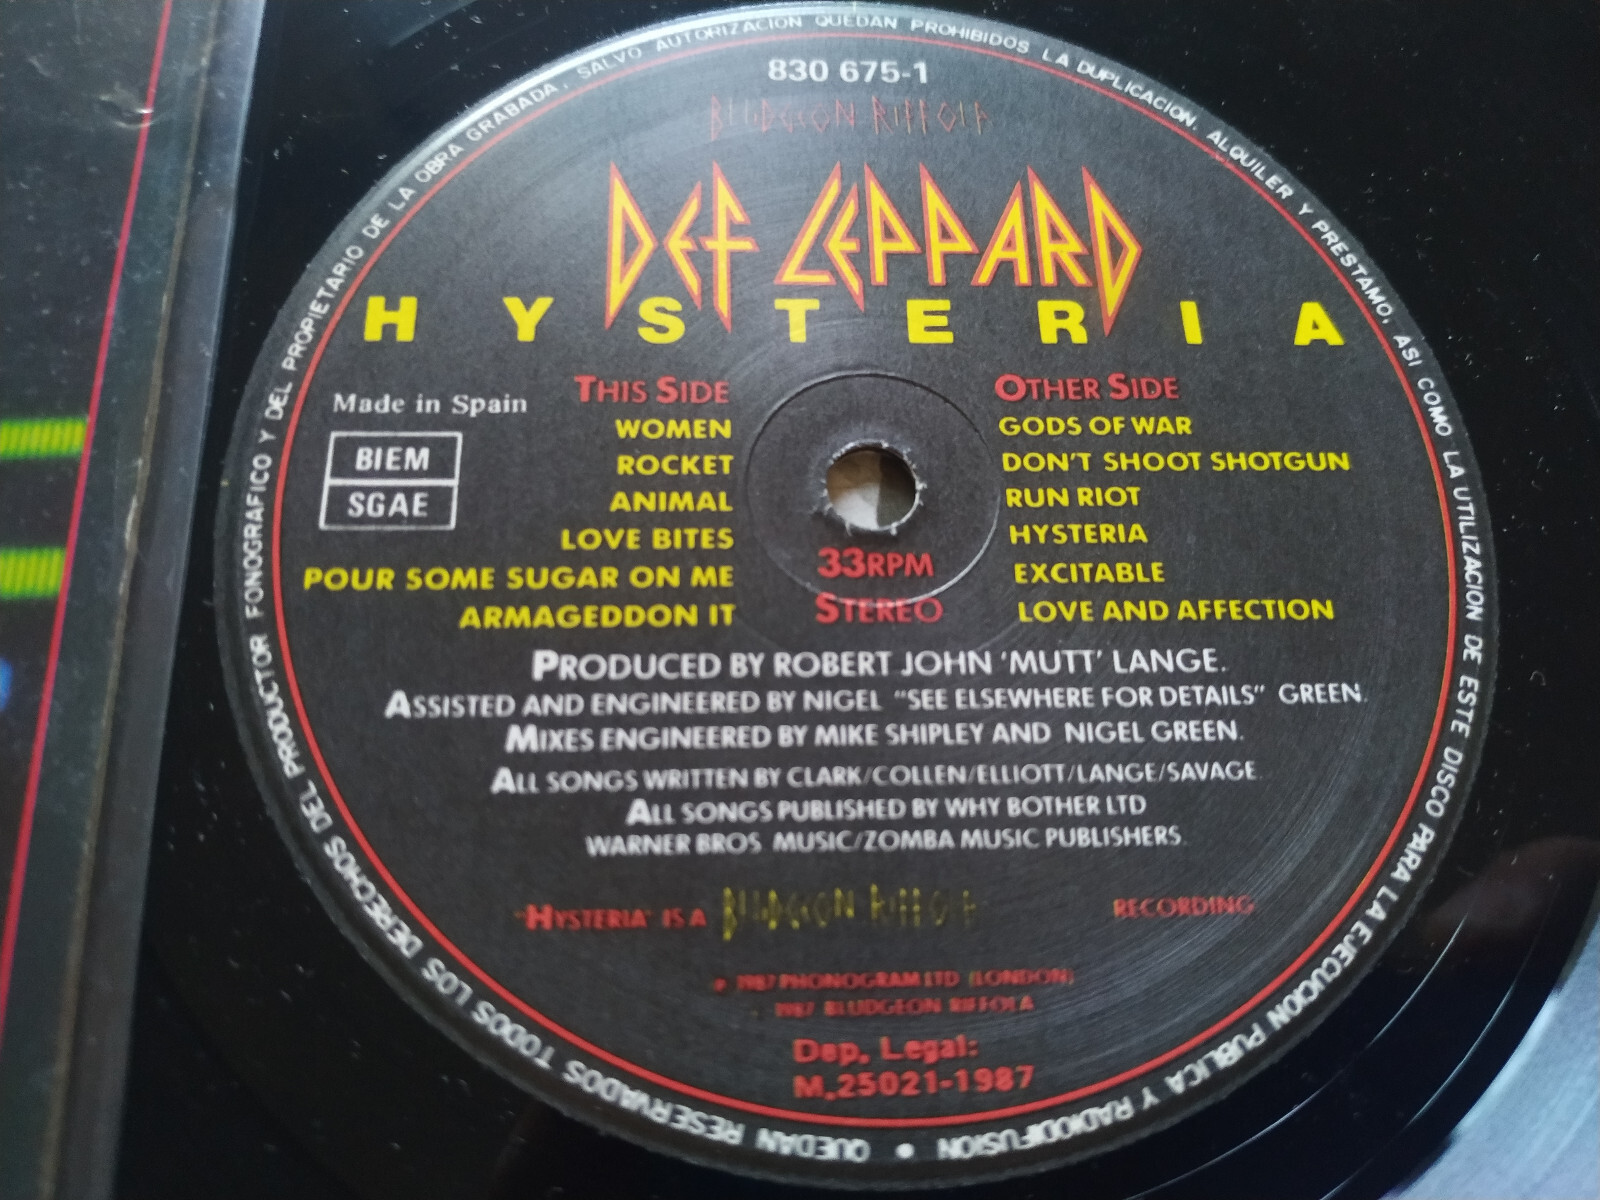 830 675-1
BLUDGEON RIFFOLA
DEF LEPPARD
HYSTERIA
Made in Spain
BIEM
SGAE
THIS SIDE
WOMEN
ROCKET
ANIMAL
LOVE BITES
POUR SOME SUGAR ON ME
ARMAGEDDON IT
OTHER SIDE
GODS OF WAR
DON'T SHOOT SHOTGUN
RUN RIOT
HYSTERIA
EXCITABLE
LOVE AND AFFECTION
33RPM
STEREO
PRODUCED BY ROBERT JOHN 'MUTT' LANGE.
ASSISTED AND ENGINEERED BY NIGEL "SEE ELSEWHERE FOR DETAILS" GREEN.
MIXES ENGINEERED BY MIKE SHIPLEY AND NIGEL GREEN.
ALL SONGS WRITTEN BY CLARK/COLLEN/ELLIOTT/LANGE/SAVAGE.
ALL SONGS PUBLISHED BY WHY BOTHER LTD
WARNER BROS. MUSIC/ZOMBA MUSIC PUBLISHERS.
"HYSTERIA" IS A BLUDGEON RIFFOLA RECORDING
℗ 1987 PHONOGRAM LTD (LONDON)
1987 BLUDGEON RIFFOLA
Dep. Legal:
M.25021-1987
QUEDAN RESERVADOS TODOS LOS DERECHOS DEL PRODUCTOR FONOGRAFICO Y DEL PROPIETARIO DE LA OBRA GRABADA. SALVO AUTORIZACION QUEDAN PROHIBIDOS LA DUPLICACION. ALQUILER Y PRESTAMO, ASI COMO LA UTILIZACION DE ESTE DISCO PARA LA EJECUCION PUBLICA Y RADIODIFUSION •